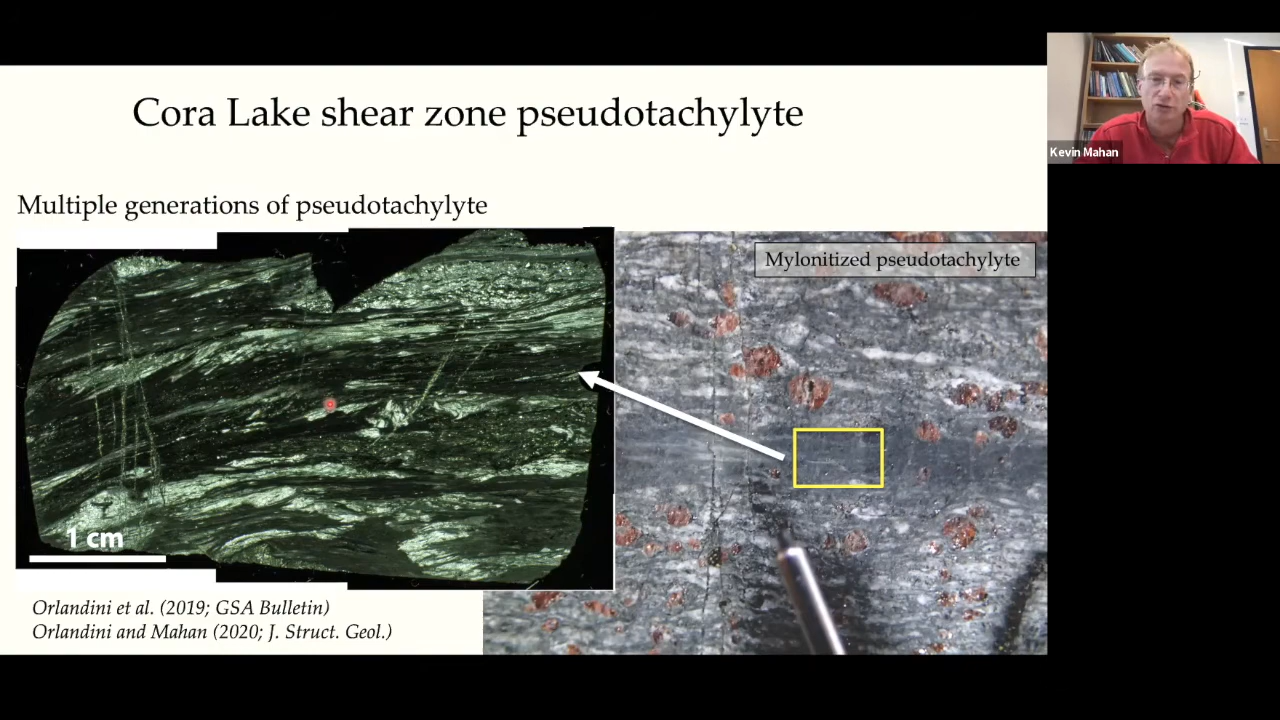 Cora Lake shear zone pseudotachylyte
Kevin Mahan
Multiple generations of pseudotachylyte
Mylonitized pseudotachylyte
1 cm
Orlandini et al. (2019; GSA Bulletin)
Orlandini and Mahan (2020; J. Struct. Geol.)